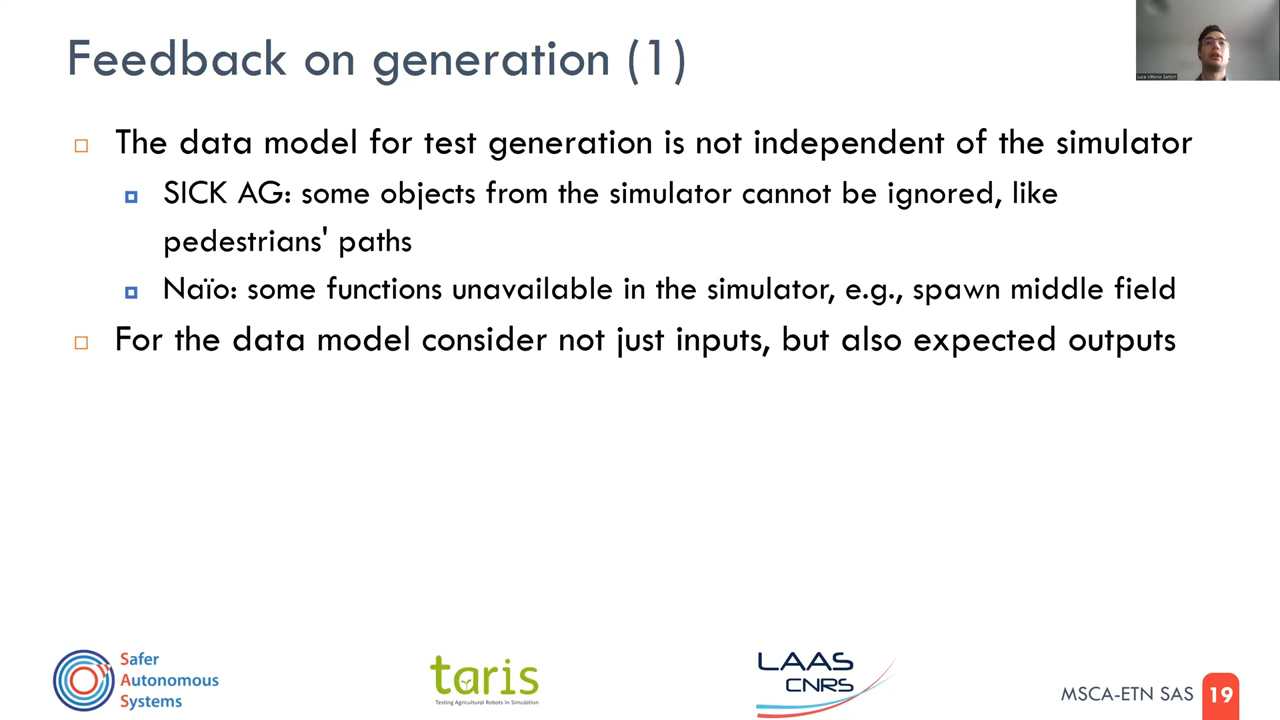 Feedback on generation (1)
Luca Vittorio Sartori
The data model for test generation is not independent of the simulator
SICK AG: some objects from the simulator cannot be ignored, like
pedestrians' paths
Naïo: some functions unavailable in the simulator, e.g., spawn middle field
For the data model consider not just inputs, but also expected outputs
Safer
Autonomous
Systems
taris
Testing Agricultural Robots In Simulation
LAAS
CNRS
MSCA-ETN SAS 19